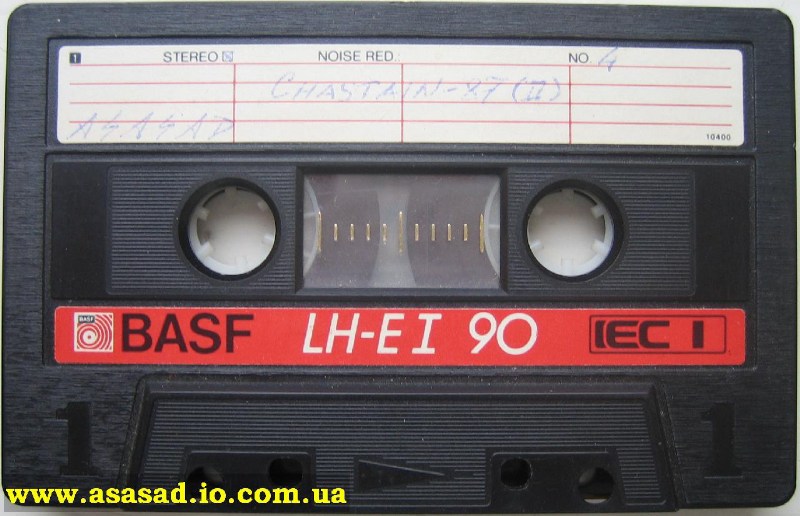 1 STEREO NOISE RED.: NO. 4
CHASTAIN-87 (II)
ASASAD
10400
BASF
BASF LH-E I 90 IEC I
1 1
www.asasad.io.com.ua